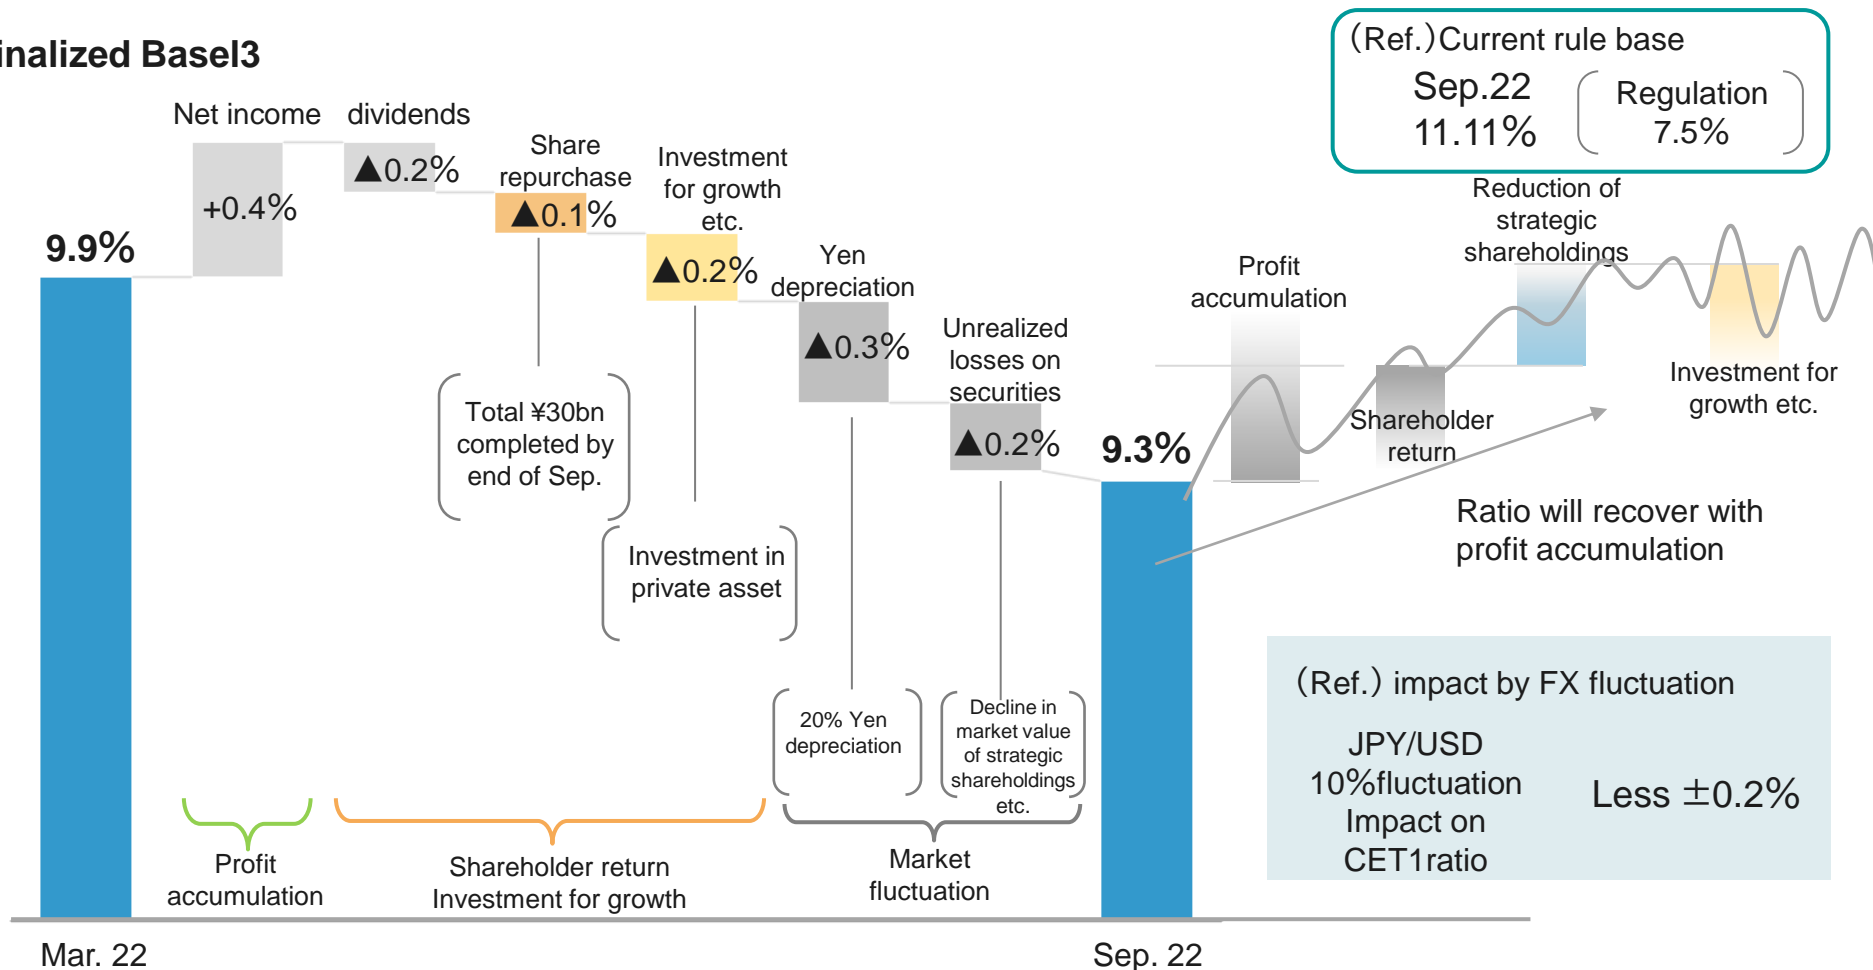 inalized Basel3
(Ref.)Current rule base
Sep.22
11.11%
Regulation
7.5%
Net income
dividends
Share
repurchase
Investment
for growth
etc.
Yen
depreciation
Unrealized
losses on
securities
9.9%
+0.4%
▲0.2%
▲0.1%
▲0.2%
▲0.3%
▲0.2%
9.3%
Total ¥30bn
completed by
end of Sep.
Investment in
private asset
20% Yen
depreciation
Decline in
market value
of strategic
shareholdings
etc.
Profit
accumulation
Shareholder return
Investment for growth
Market
fluctuation
Mar. 22
Sep. 22
Profit
accumulation
Shareholder
return
Reduction of
strategic
shareholdings
Investment for
growth etc.
Ratio will recover with
profit accumulation
(Ref.) impact by FX fluctuation
JPY/USD
10%fluctuation
Impact on
CET1ratio
Less ±0.2%